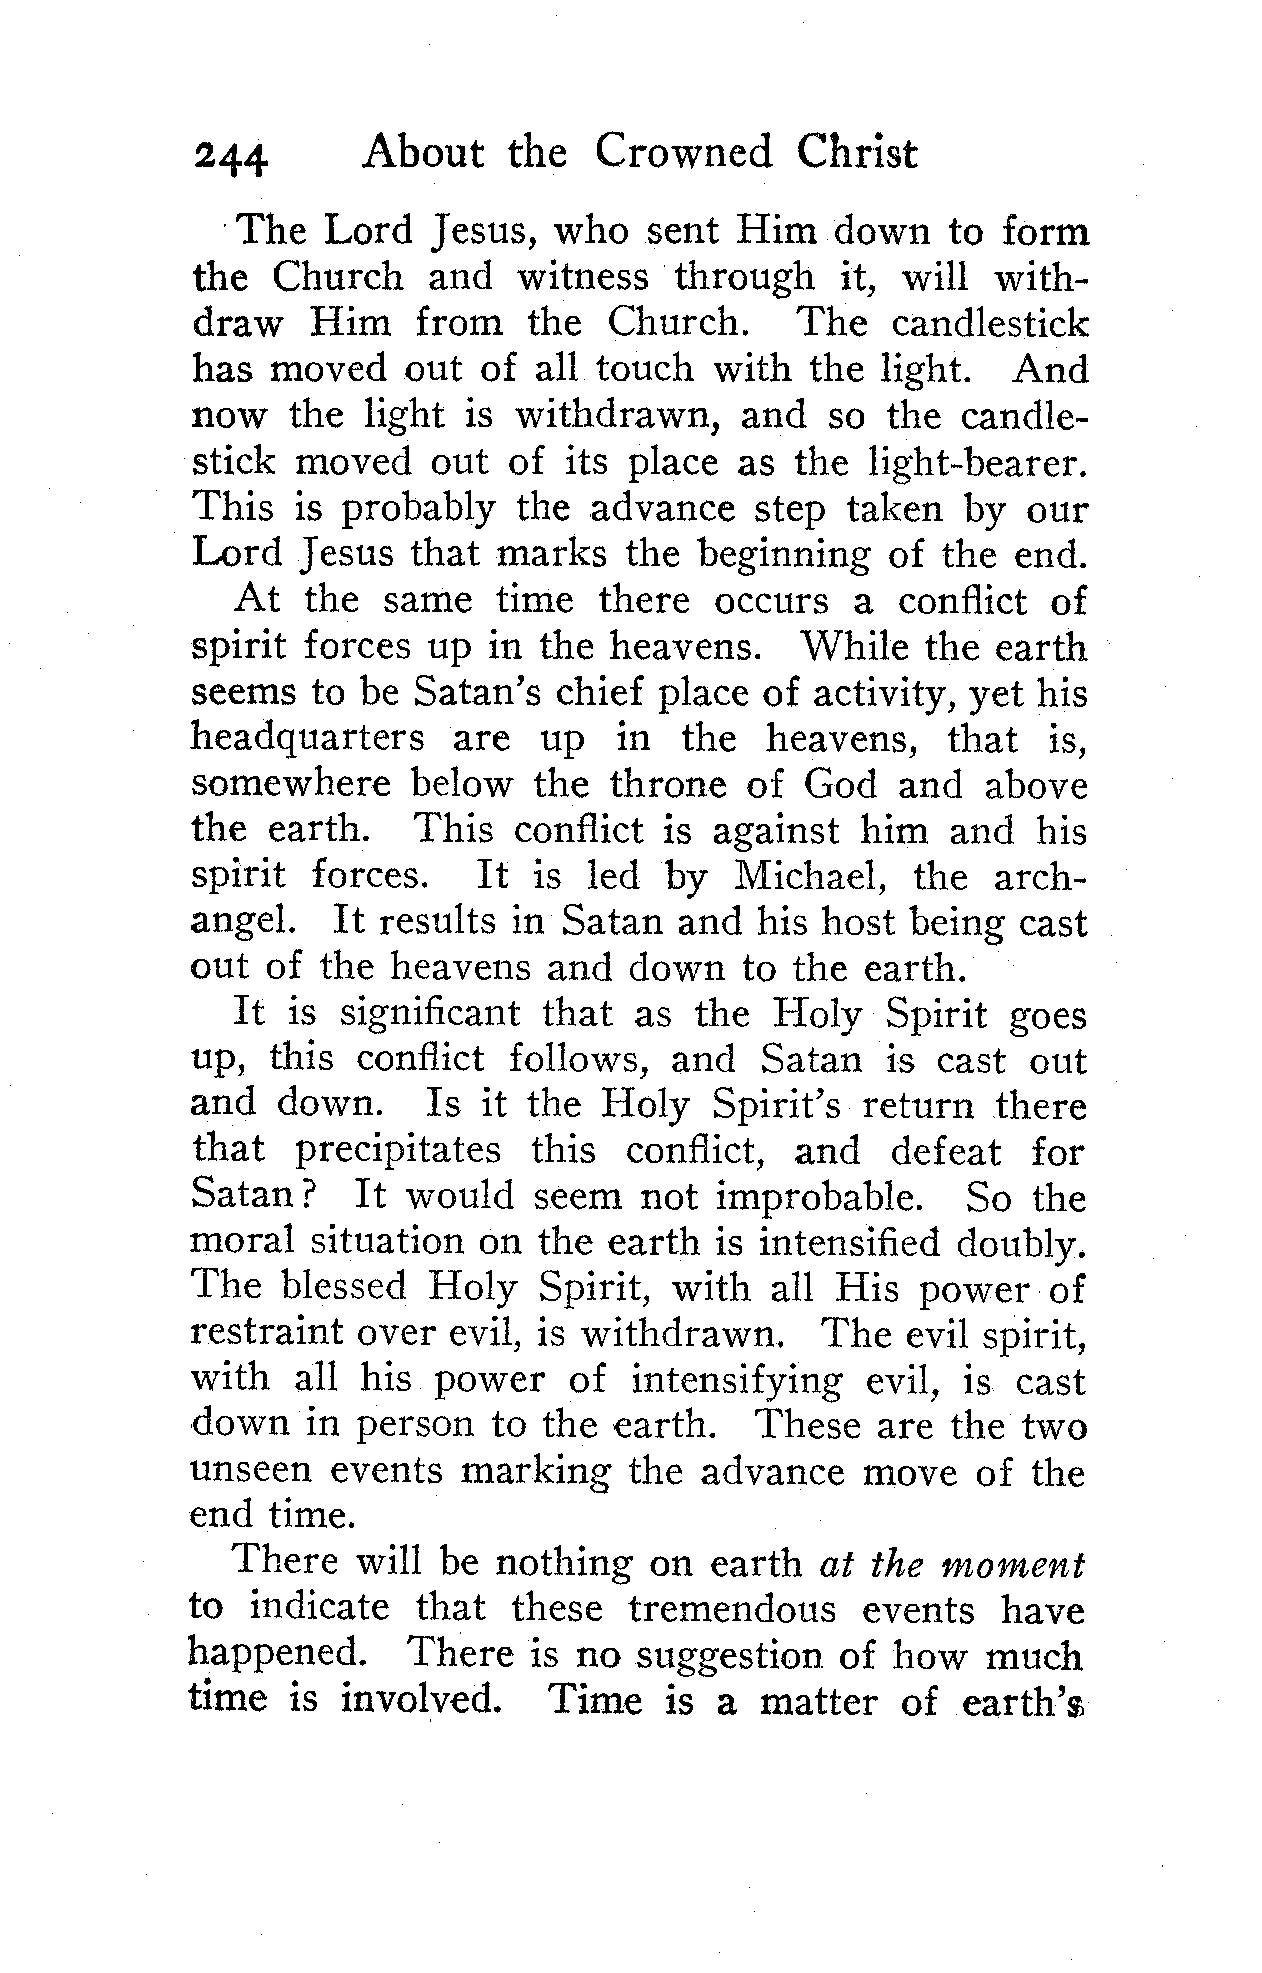 244 About the Crowned Christ
The Lord Jesus, who sent Him down to form
the Church and witness through it, will with-
draw Him from the Church. The candlestick
has moved out of all touch with the light. And
now the light is withdrawn, and so the candle-
stick moved out of its place as the light-bearer.
This is probably the advance step taken by our
Lord Jesus that marks the beginning of the end.
At the same time there occurs a conflict of
spirit forces up in the heavens. While the earth
seems to be Satan's chief place of activity, yet his
headquarters are up in the heavens, that is,
somewhere below the throne of God and above
the earth. This conflict is against him and his
spirit forces. It is led by Michael, the arch-
angel. It results in Satan and his host being cast
out of the heavens and down to the earth.
It is significant that as the Holy Spirit goes
up, this conflict follows, and Satan is cast out
and down. Is it the Holy Spirit's return there
that precipitates this conflict, and defeat for
Satan? It would seem not improbable. So the
moral situation on the earth is intensified doubly.
The blessed Holy Spirit, with all His power of
restraint over evil, is withdrawn. The evil spirit,
with all his power of intensifying evil, is cast
down in person to the earth. These are the two
unseen events marking the advance move of the
end time.
There will be nothing on earth at the moment
to indicate that these tremendous events have
happened. There is no suggestion of how much
time is involved. Time is a matter of earth's